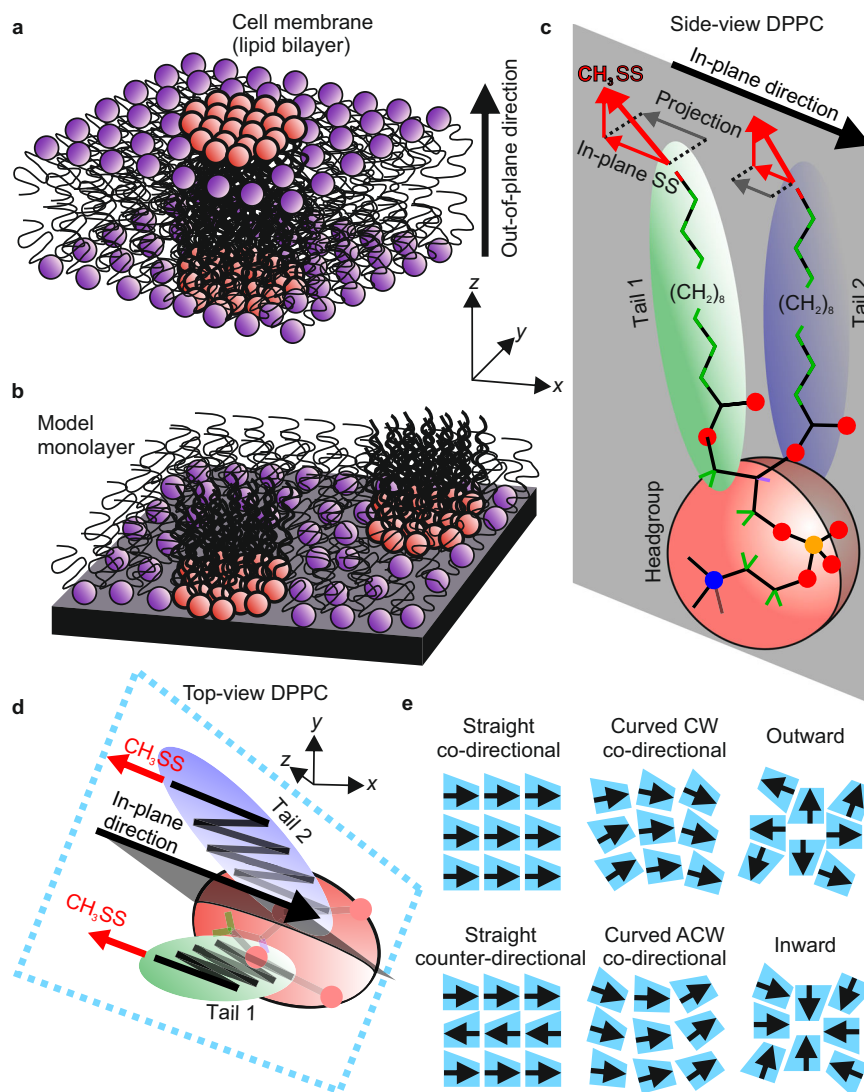 a
Cell membrane
(lipid bilayer)
Out-of-plane direction
z
y
x
b
Model
monolayer
c
Side-view DPPC
In-plane direction
CH₃SS
Projection
In-plane SS
Tail 1
(CH₂)₈
(CH₂)₈
Tail 2
Headgroup
d
Top-view DPPC
y
z
x
CH₃SS
In-plane
direction
Tail 2
CH₃SS
Tail 1
e
Straight
co-directional
Curved CW
co-directional
Outward
Straight
counter-directional
Curved ACW
co-directional
Inward